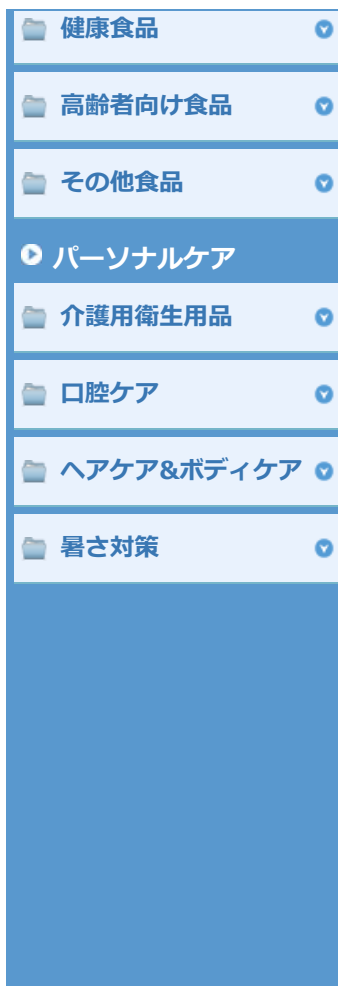 健康食品
高齢者向け食品
その他食品
パーソナルケア
介護用衛生用品
口腔ケア
ヘアケア&ボディケア
暑さ対策